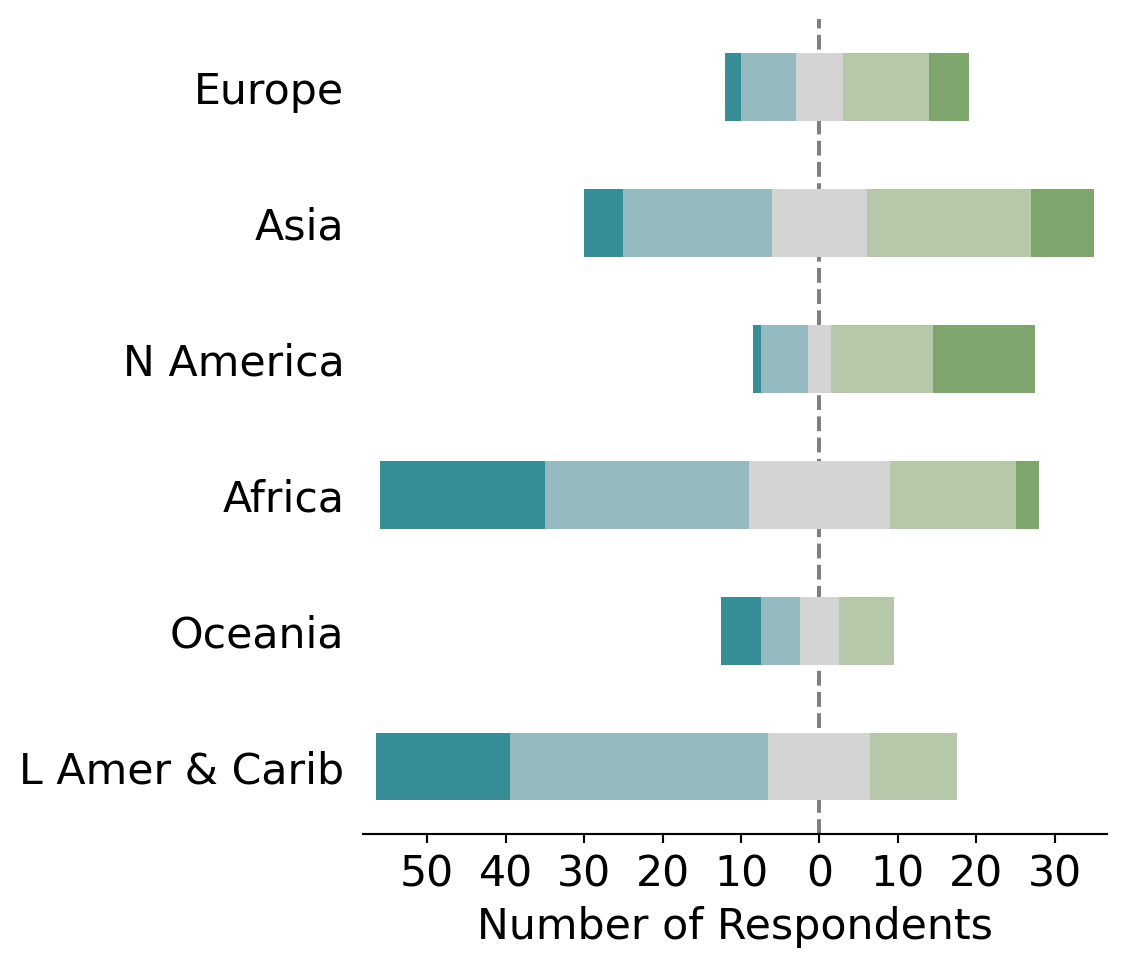 Europe
Asia
N America
Africa
Oceania
L Amer & Carib
50 40 30 20 10 0 10 20 30
Number of Respondents